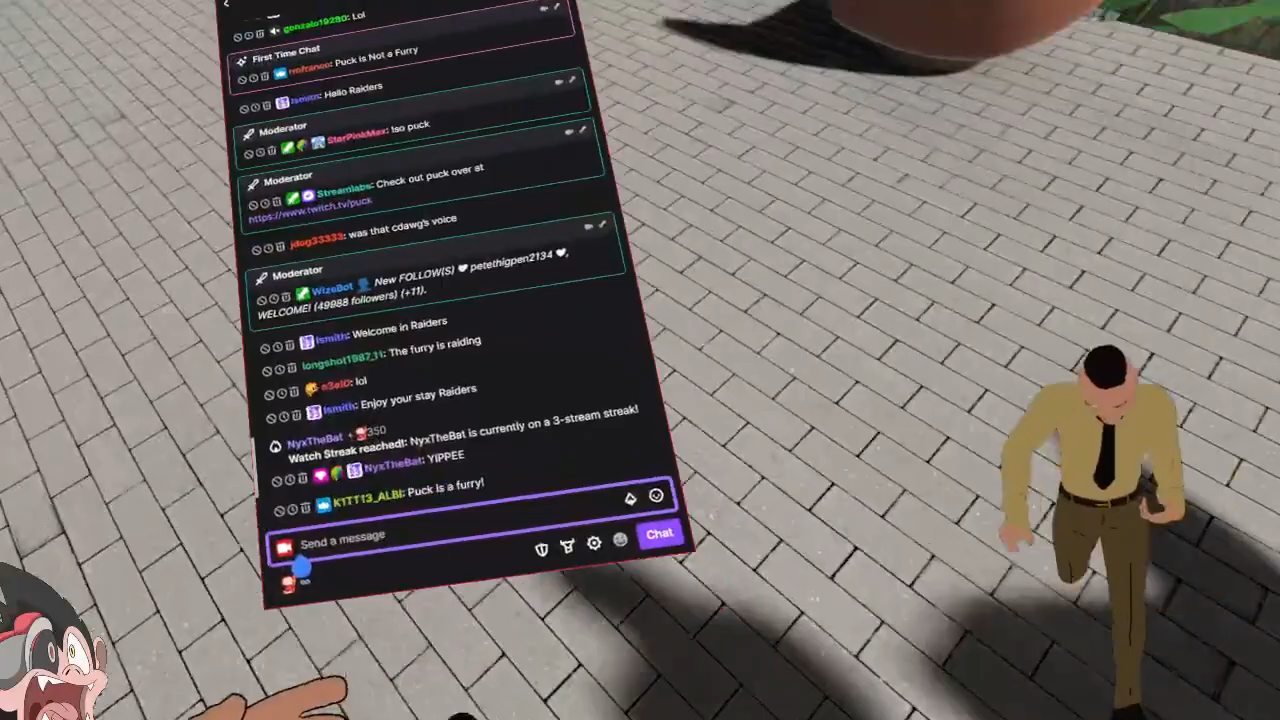 gonzalo19280: Lol
First Time Chat
rmfranco: Puck is Not a Furry
lsmith: Hello Raiders
Moderator
StarPinkMax: lso puck
Moderator
Streamlabs: Check out puck over at
https://www.twitch.tv/puck
jdog33333: was that cdawg's voice
Moderator
WizeBot New FOLLOW(S) ♥ petethigpen2134 ♥,
WELCOME! (49988 followers) (+11).
lsmith: Welcome in Raiders
longshot1987_11: The furry is raiding
lol
lsmith: Enjoy your stay Raiders
NyxTheBat + 350
Watch Streak reached!: NyxTheBat is currently on a 3-stream streak!
NyxTheBat: YIPPEE
K1TT13_ALBI: Puck is a furry!
Send a message
Chat